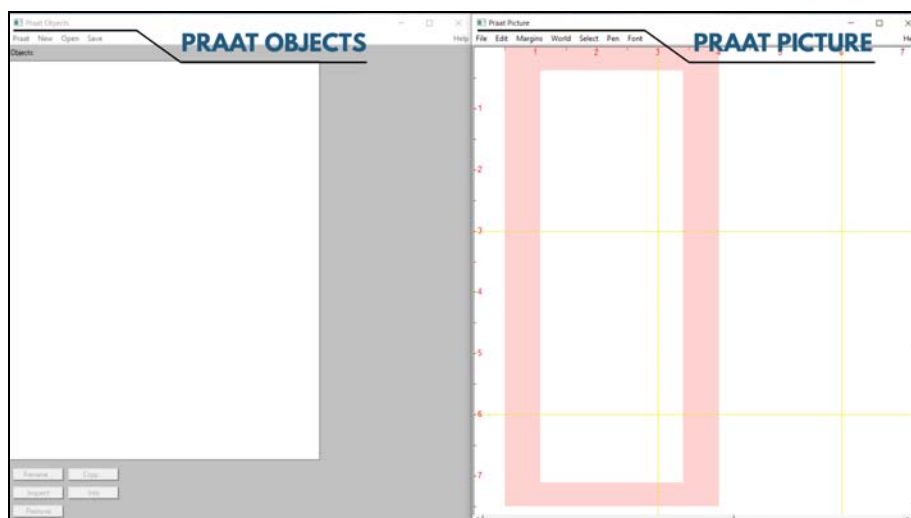 Praat Objects
Praat New Open Save Help
PRAAT OBJECTS
Objects:
Rename Copy...
Inspect Info
Remove
Praat Picture
File Edit Margins World Select Pen Font He
PRAAT PICTURE
1 2 3 4 5 6 7
1
2
3
4
5
6
7